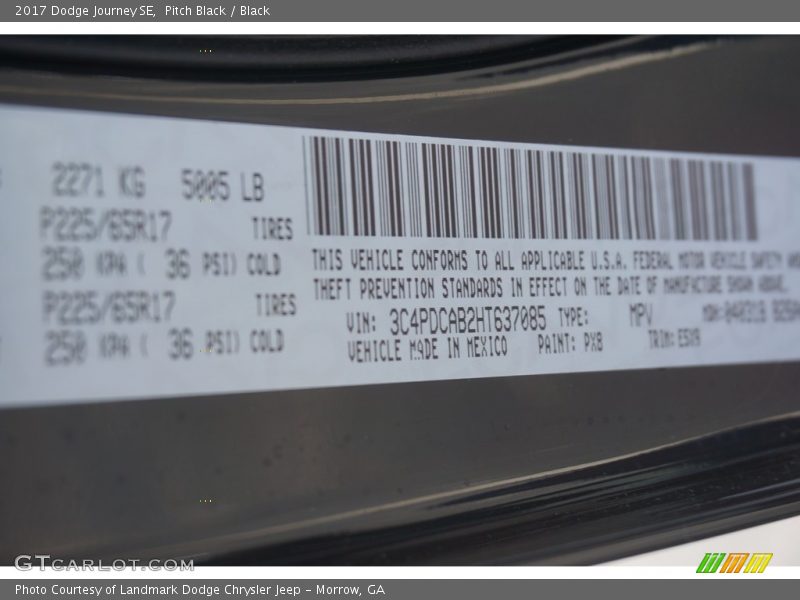 2017 Dodge Journey SE, Pitch Black / Black
2271 KG 5005 LB
P225/65R17 TIRES
250 KPA ( 36 PSI) COLD
P225/65R17 TIRES
250 KPA ( 36 PSI) COLD
THIS VEHICLE CONFORMS TO ALL APPLICABLE U.S.A. FEDERAL MOTOR VEHICLE SAFETY AND
THEFT PREVENTION STANDARDS IN EFFECT ON THE DATE OF MANUFACTURE SHOWN ABOVE.
VIN: 3C4PDCAB2HT637085 TYPE: MPV
VEHICLE MADE IN MEXICO PAINT: PX8 TRIM:
GTCARLOT.COM
Photo Courtesy of Landmark Dodge Chrysler Jeep – Morrow, GA